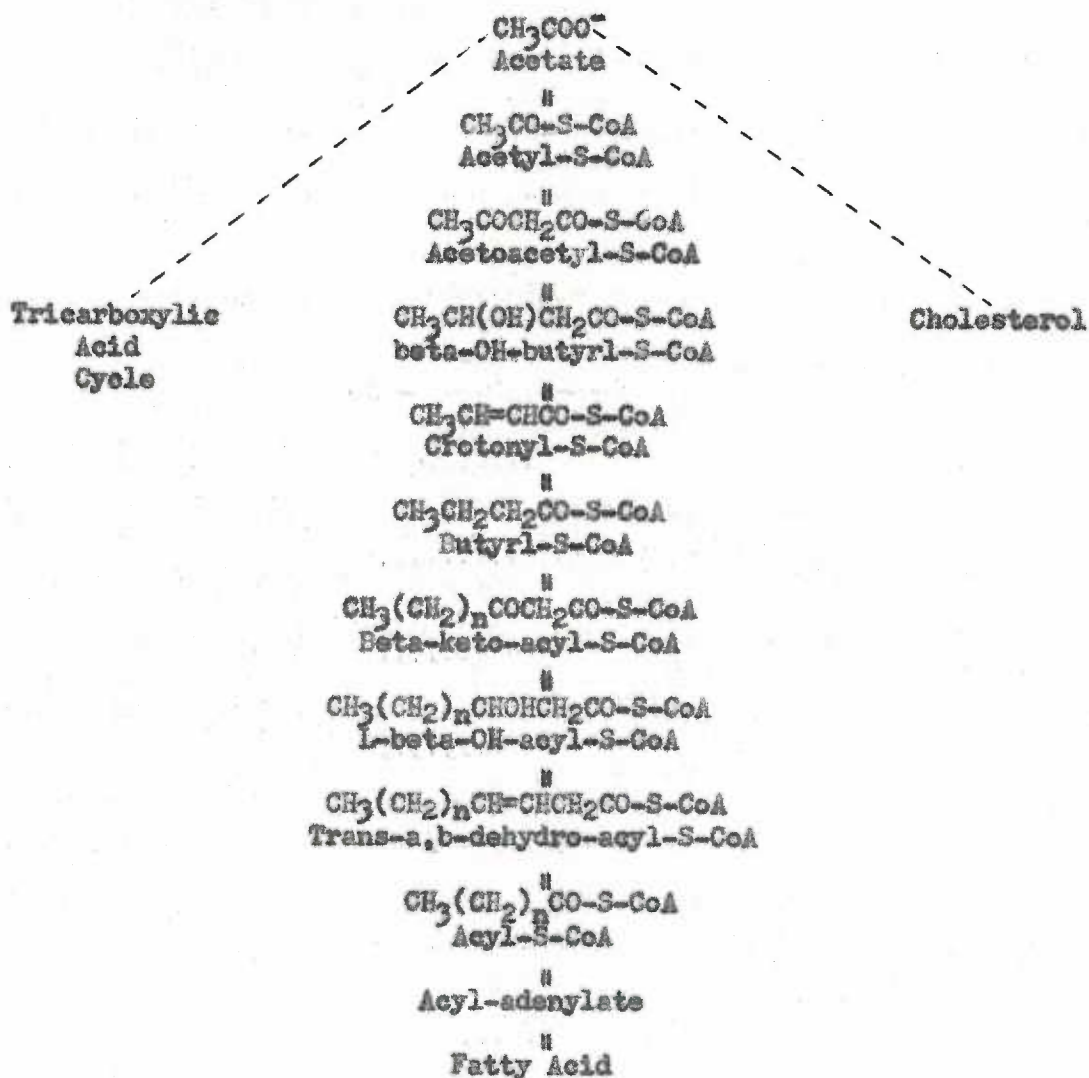 CH3COO-
Acetate
CH3CO-S-CoA
Acetyl-S-CoA
CH3COCH2CO-S-CoA
Acetoacetyl-S-CoA
Tricarboxylic
Acid
Cycle
CH3CH(OH)CH2CO-S-CoA
beta-OH-butyrl-S-CoA
Cholesterol
CH3CH=CHCO-S-CoA
Crotonyl-S-CoA
CH3CH2CH2CO-S-CoA
Butyrl-S-CoA
CH3(CH2)nCOCH2CO-S-CoA
Beta-keto-acyl-S-CoA
CH3(CH2)nCHOHCH2CO-S-CoA
L-beta-OH-acyl-S-CoA
CH3(CH2)nCH=CHCH2CO-S-CoA
Trans-a,b-dehydro-acyl-S-CoA
CH3(CH2)nCO-S-CoA
Acyl-S-CoA
Acyl-adenylate
Fatty Acid